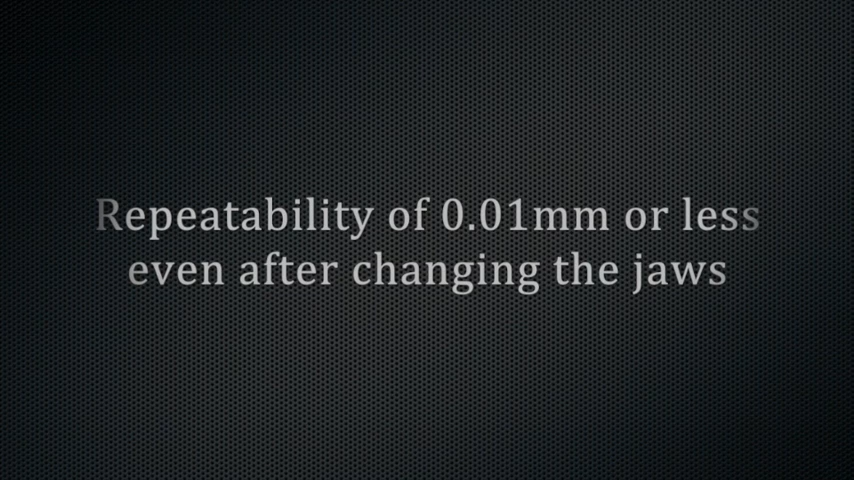 Repeatability of 0.01mm or less
even after changing the jaws